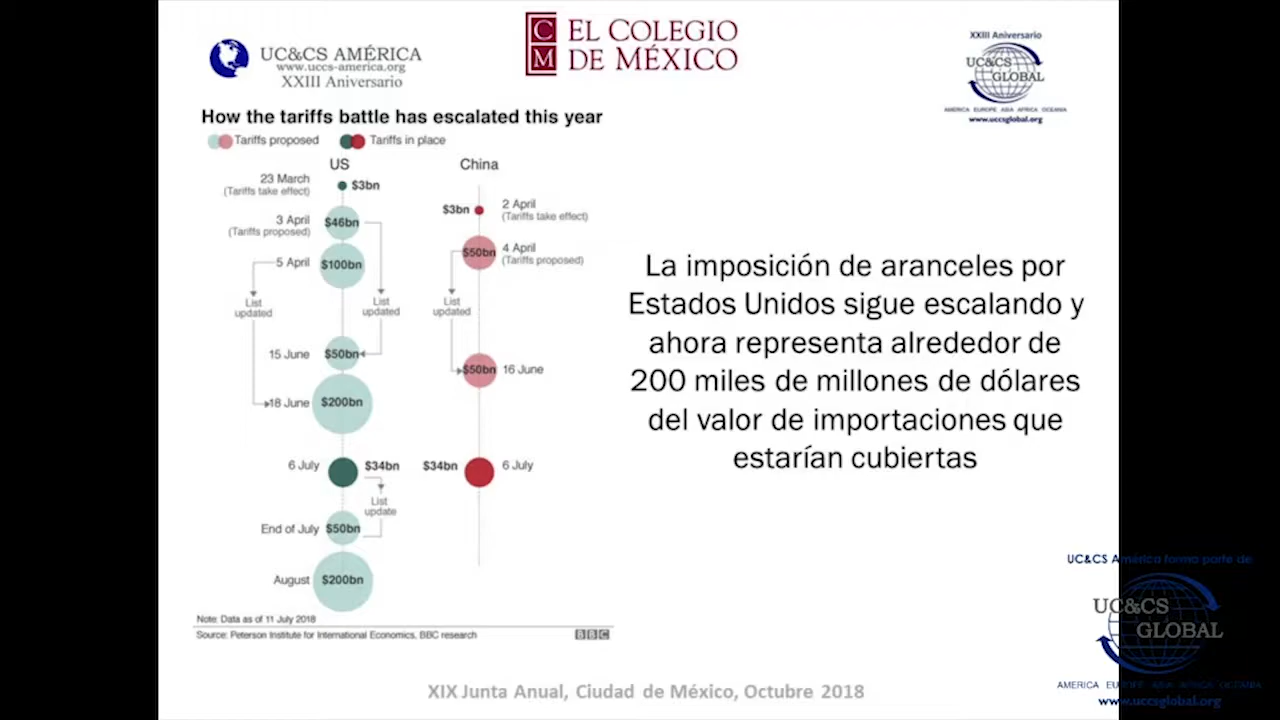 UC&CS AMÉRICA
www.uccs-america.org
XXIII Aniversario
EL COLEGIO
DE MÉXICO
XXIII Aniversario
UC&CS
GLOBAL
AMERICA EUROPE ASIA AFRICA OCEANIA
www.uccsglobal.org
How the tariffs battle has escalated this year
Tariffs proposed
Tariffs in place
US
China
23 March
(Tariffs take effect)
$3bn
$3bn
2 April
(Tariffs take effect)
3 April
(Tariffs proposed)
$46bn
$50bn
4 April
(Tariffs proposed)
5 April
$100bn
List
updated
List
updated
List
updated
15 June
$50bn
$50bn
16 June
18 June
$200bn
6 July
$34bn
$34bn
6 July
List
update
End of July
$50bn
August
$200bn
Note: Data as of 11 July 2018
Source: Peterson Institute for International Economics, BBC research
BBC
La imposición de aranceles por
Estados Unidos sigue escalando y
ahora representa alrededor de
200 miles de millones de dólares
del valor de importaciones que
estarían cubiertas
UC&CS América forma parte de:
UC&CS
GLOBAL
AMERICA EUROPE ASIA AFRICA OCEANIA
www.uccsglobal.org
XIX Junta Anual, Ciudad de México, Octubre 2018